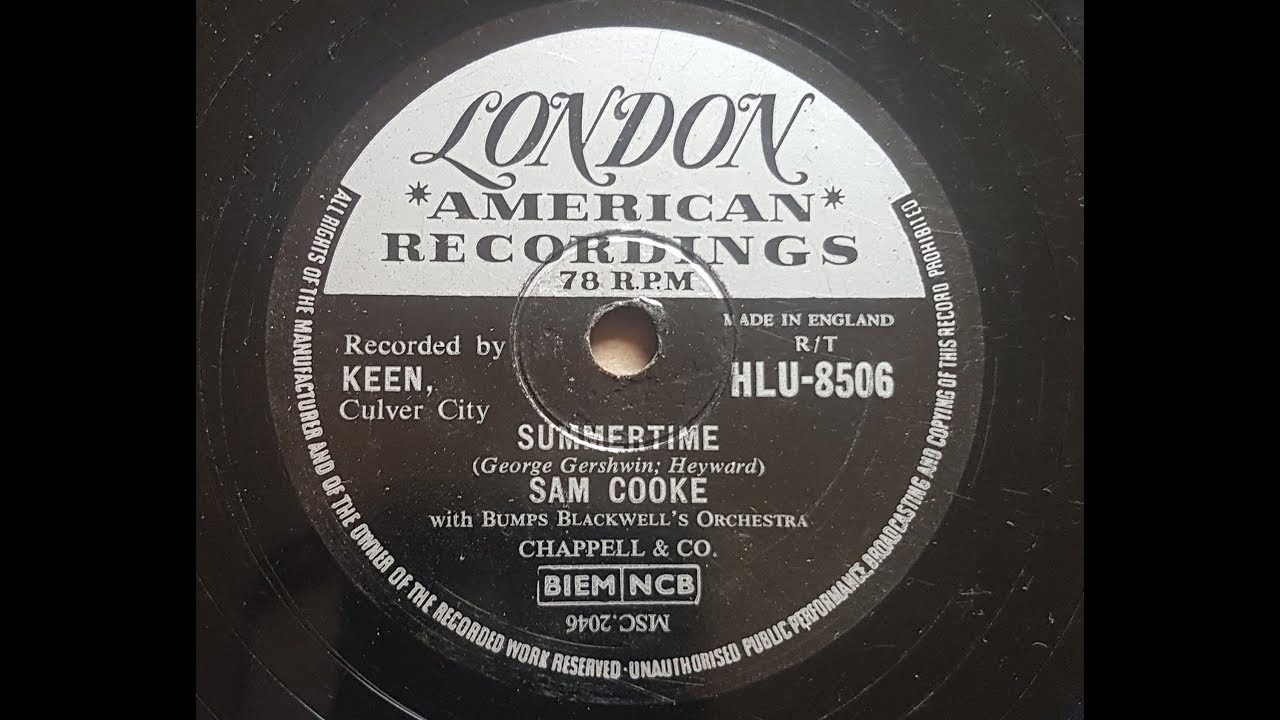 LONDON
*AMERICAN*
RECORDINGS
78 R.P.M
MADE IN ENGLAND
R/T
HLU-8506
Recorded by
KEEN,
Culver City
SUMMERTIME
(George Gershwin; Heyward)
SAM COOKE
with BUMPS BLACKWELL'S ORCHESTRA
CHAPPELL & CO.
BIEM NCB
MSC.2046
ALL RIGHTS OF THE MANUFACTURER AND OF THE OWNER OF THE RECORDED WORK RESERVED·UNAUTHORISED PUBLIC PERFORMANCE, BROADCASTING AND COPYING OF THIS RECORD PROHIBITED